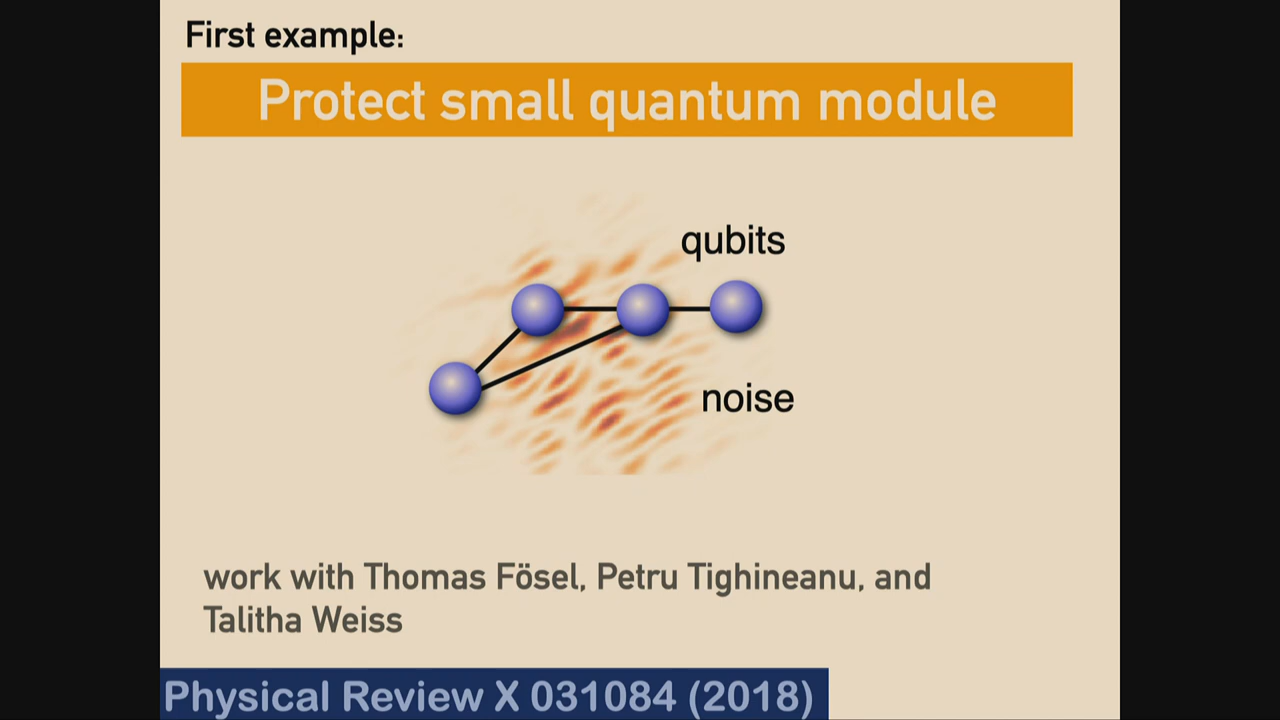 First example:
Protect small quantum module
qubits
noise
work with Thomas Fösel, Petru Tighineanu, and
Talitha Weiss
Physical Review X 031084 (2018)